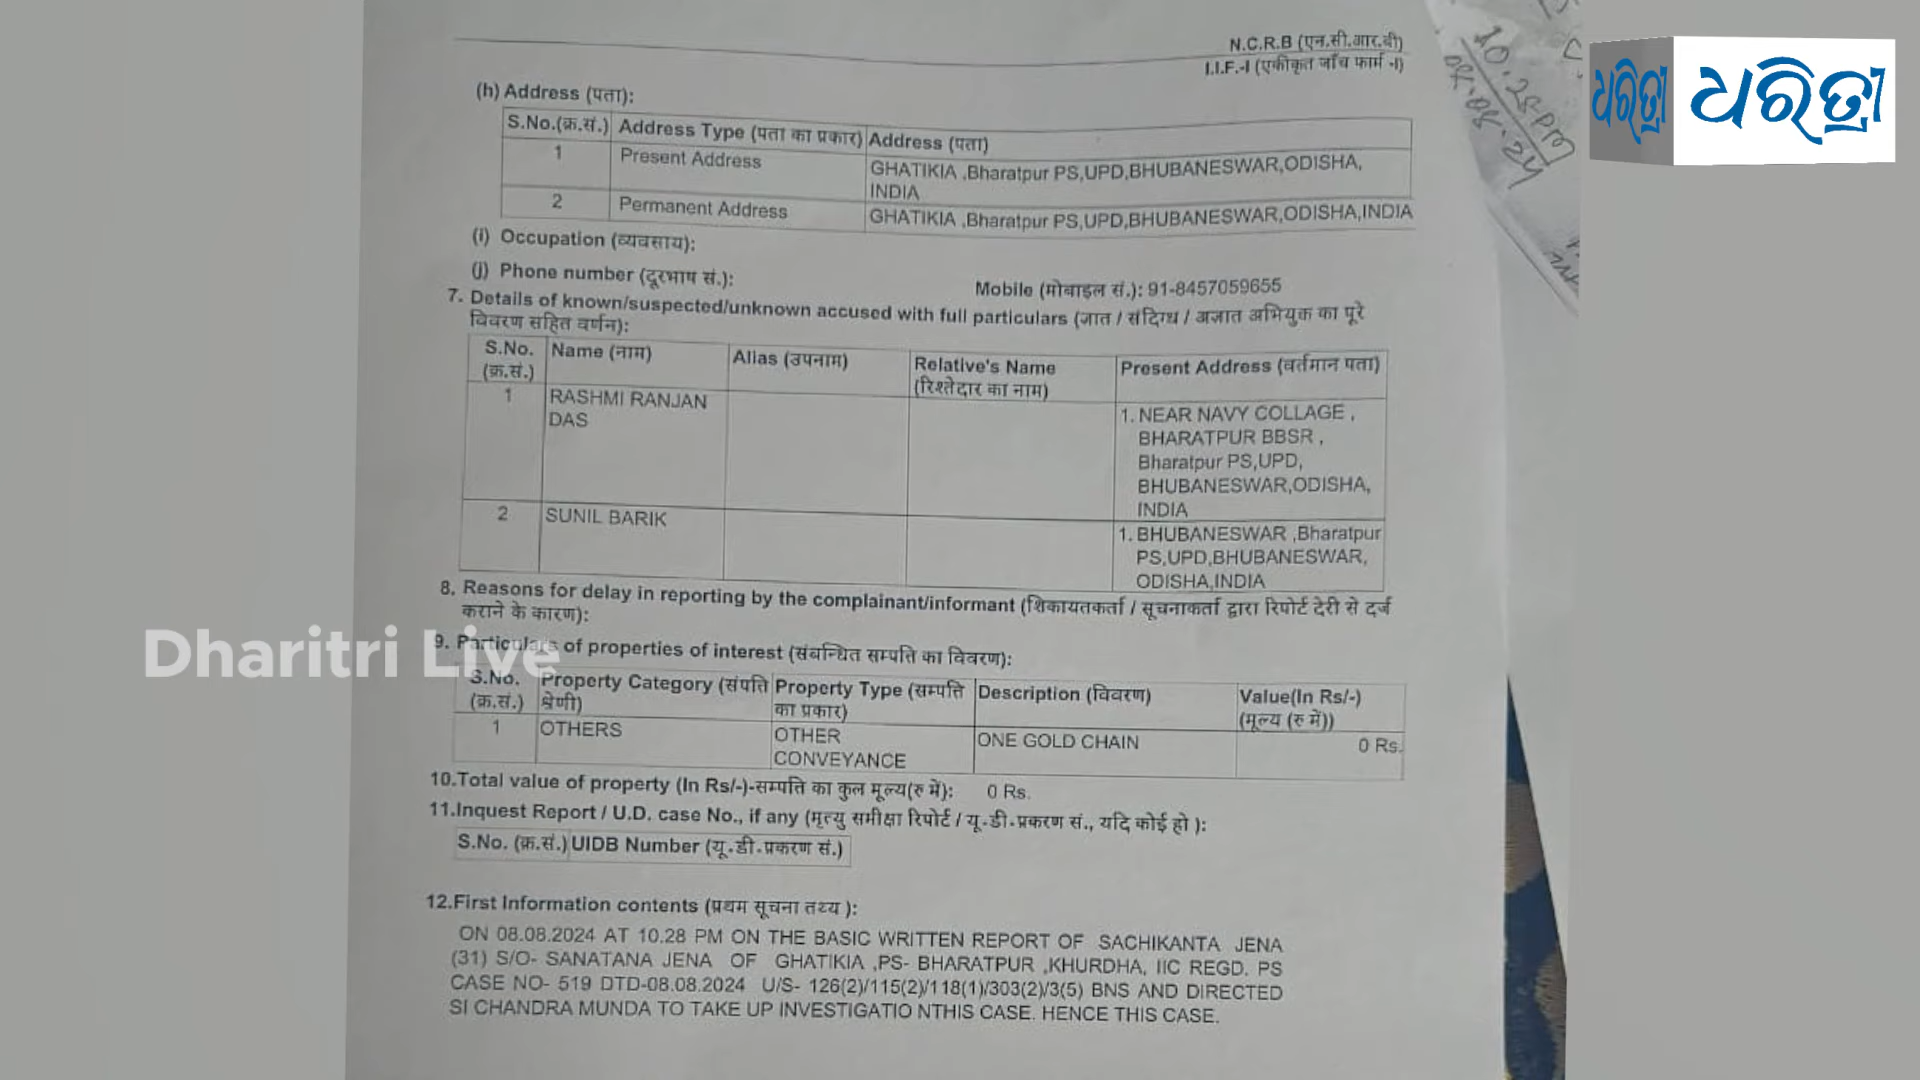 N.C.R.B (एन.सी.आर.बी)
I.I.F.-I (एकीकृत जाँच फार्म -I)
10.28PM
08.08.24
ଧରିତ୍ରୀ ଧରିତ୍ରୀ
(h) Address (पता):
S.No.(क्र.सं.) Address Type (पता का प्रकार) Address (पता)
1 Present Address GHATIKIA ,Bharatpur PS,UPD,BHUBANESWAR,ODISHA,
INDIA
2 Permanent Address GHATIKIA ,Bharatpur PS,UPD,BHUBANESWAR,ODISHA,INDIA
(i) Occupation (व्यवसाय):
(j) Phone number (दूरभाष सं.): Mobile (मोबाइल सं.): 91-8457059655
7. Details of known/suspected/unknown accused with full particulars (ज्ञात / संदिग्ध / अज्ञात अभियुक्त का पूरे
विवरण सहित वर्णन):
S.No. Name (नाम) Alias (उपनाम) Relative's Name Present Address (वर्तमान पता)
(क्र.सं.) (रिश्तेदार का नाम)
1 RASHMI RANJAN 1. NEAR NAVY COLLAGE ,
DAS BHARATPUR BBSR ,
Bharatpur PS,UPD,
BHUBANESWAR,ODISHA,
INDIA
2 SUNIL BARIK 1. BHUBANESWAR ,Bharatpur
PS,UPD,BHUBANESWAR,
ODISHA,INDIA
8. Reasons for delay in reporting by the complainant/informant (शिकायतकर्ता / सूचनाकर्ता द्वारा रिपोर्ट देरी से दर्ज
कराने के कारण):
Dharitri Live
9. Particulars of properties of interest (संबन्धित सम्पत्ति का विवरण):
S.No. Property Category (संपत्ति Property Type (सम्पत्ति Description (विवरण) Value(In Rs/-)
(क्र.सं.) श्रेणी) का प्रकार) (मूल्य (रु में))
1 OTHERS OTHER ONE GOLD CHAIN 0 Rs.
CONVEYANCE
10.Total value of property (In Rs/-)-सम्पत्ति का कुल मूल्य(रु में): 0 Rs.
11.Inquest Report / U.D. case No., if any (मृत्यु समीक्षा रिपोर्ट / यू.डी.प्रकरण सं., यदि कोई हो ):
S.No. (क्र.सं.) UIDB Number (यू.डी.प्रकरण सं.)
12.First Information contents (प्रथम सूचना तथ्य ):
ON 08.08.2024 AT 10.28 PM ON THE BASIC WRITTEN REPORT OF SACHIKANTA JENA
(31) S/O- SANATANA JENA OF GHATIKIA ,PS- BHARATPUR ,KHURDHA, IIC REGD. PS
CASE NO- 519 DTD-08.08.2024 U/S- 126(2)/115(2)/118(1)/303(2)/3(5) BNS AND DIRECTED
SI CHANDRA MUNDA TO TAKE UP INVESTIGATIO NTHIS CASE. HENCE THIS CASE.